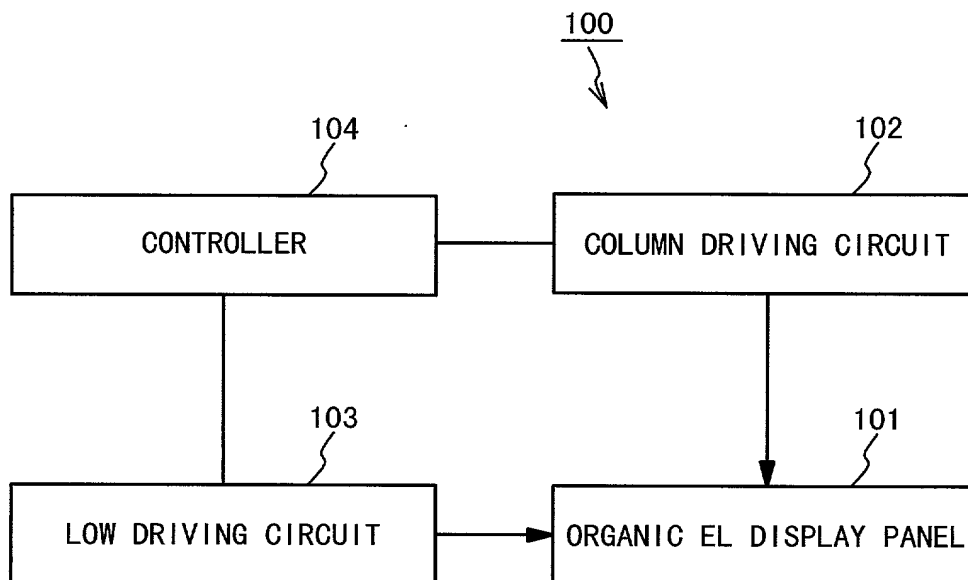 100
104
102
CONTROLLER
COLUMN DRIVING CIRCUIT
103
101
LOW DRIVING CIRCUIT
ORGANIC EL DISPLAY PANEL